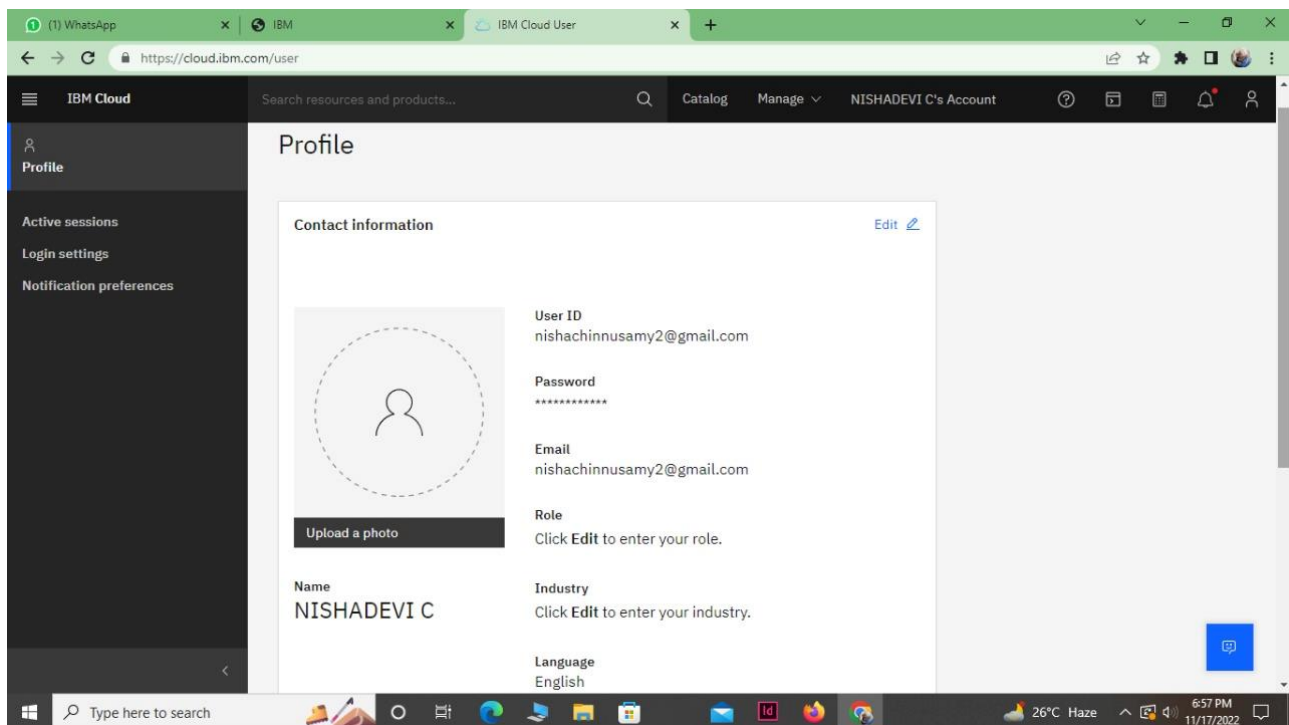 (1) WhatsApp
IBM
IBM Cloud User
https://cloud.ibm.com/user
IBM Cloud
Search resources and products...
Catalog
Manage
NISHADEVI C's Account
Profile
Active sessions
Login settings
Notification preferences
Profile
Contact information
Edit
Upload a photo
Name
NISHADEVI C
User ID
nishachinnusamy2@gmail.com
Password
************
Email
nishachinnusamy2@gmail.com
Role
Click Edit to enter your role.
Industry
Click Edit to enter your industry.
Language
English
Type here to search
Id
26°C Haze
6:57 PM
11/17/2022